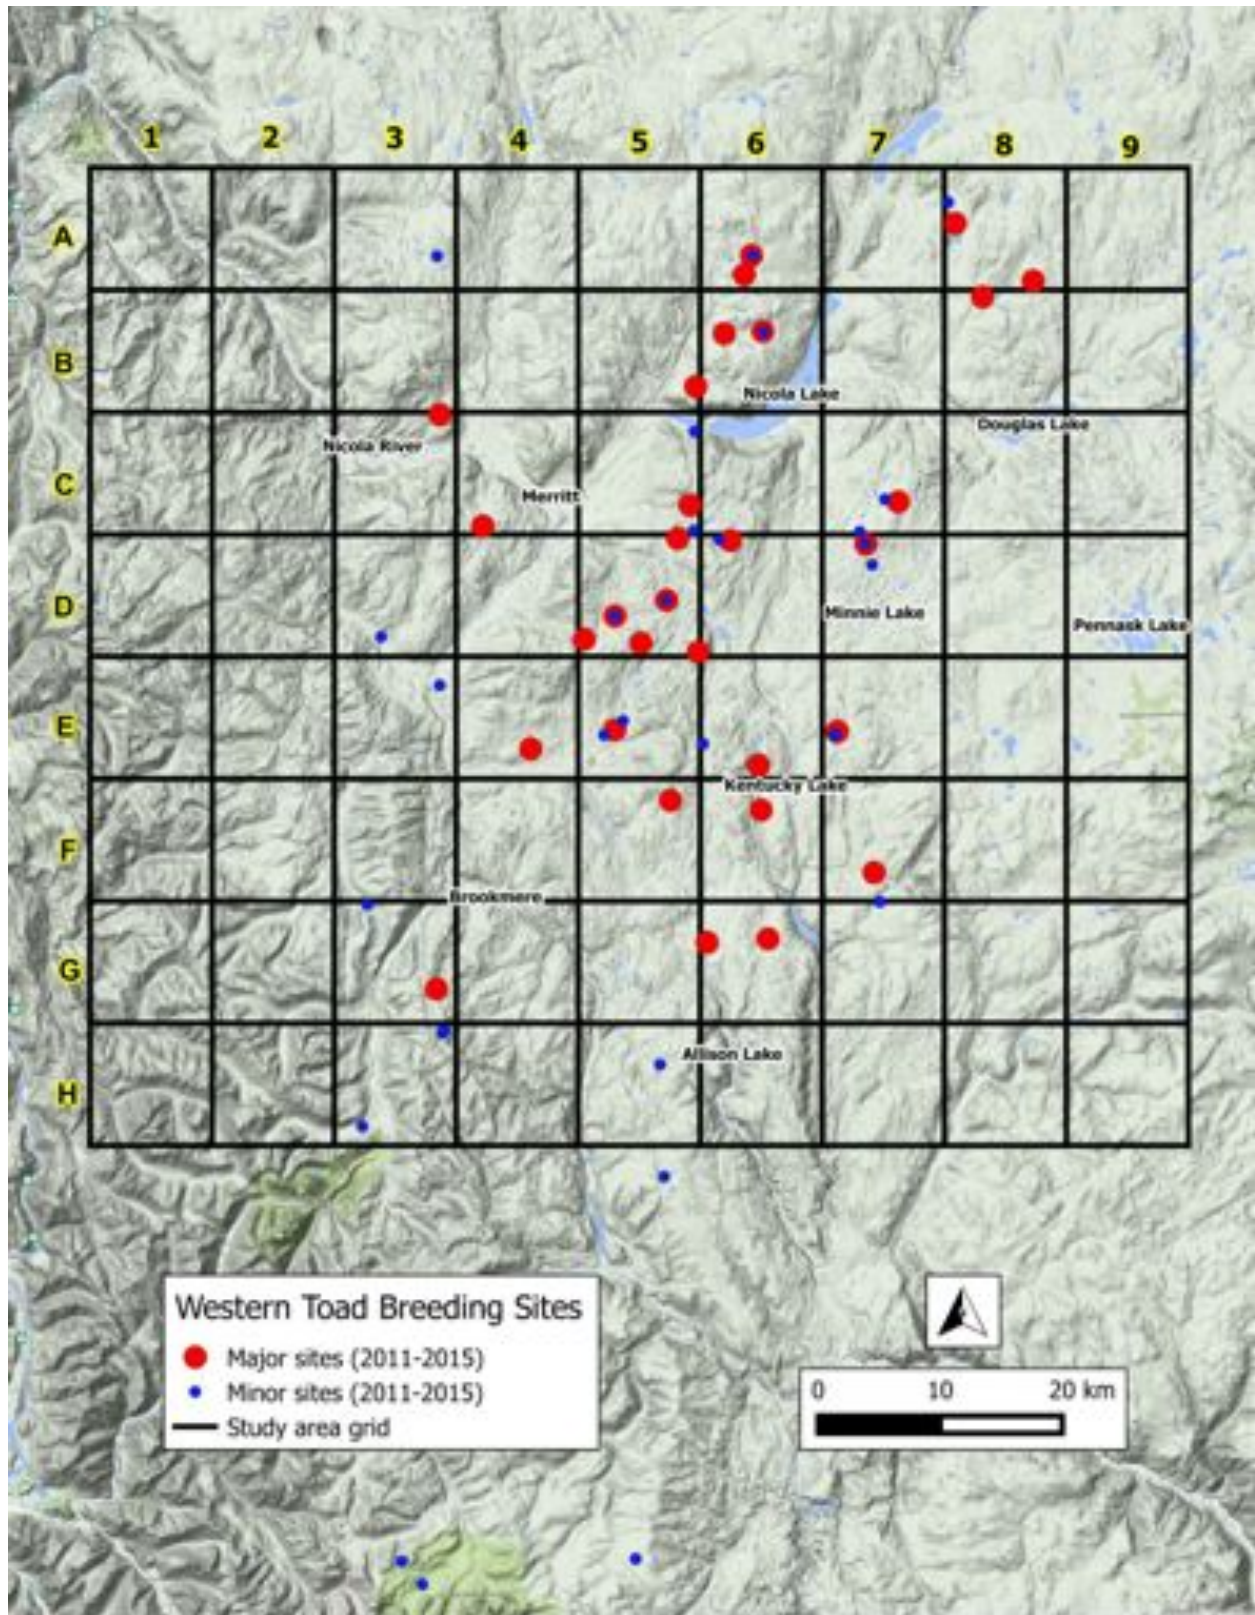 1 2 3 4 5 6 7 8 9
A
B
Nicola Lake
Douglas Lake
Nicola River
C
Merritt
D
Minnie Lake
Pennask Lake
E
Kentucky Lake
F
Brookmere
G
Allison Lake
H
Western Toad Breeding Sites
Major sites (2011-2015)
Minor sites (2011-2015)
Study area grid
0 10 20 km